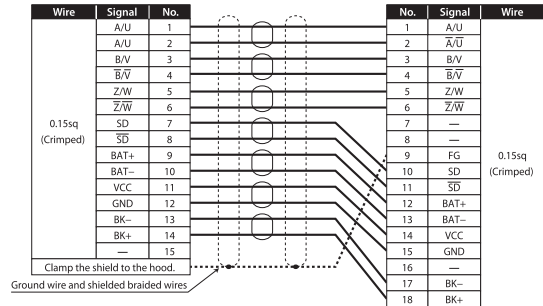 Wire Signal No.
A/U 1
A/U 2
B/V 3
B̅/V̅ 4
Z/W 5
Z̅/W̅ 6
SD 7
S̅D̅ 8
BAT+ 9
BAT− 10
VCC 11
GND 12
BK− 13
BK+ 14
— 15
0.15sq
(Crimped)
Clamp the shield to the hood.
Ground wire and shielded braided wires
No. Signal Wire
1 A/U
2 A̅/U̅
3 B/V
4 B̅/V̅
5 Z/W
6 Z̅/W̅
7 —
8 —
9 FG
10 SD
11 S̅D̅
12 BAT+
13 BAT−
14 VCC
15 GND
16 —
17 BK−
18 BK+
0.15sq
(Crimped)